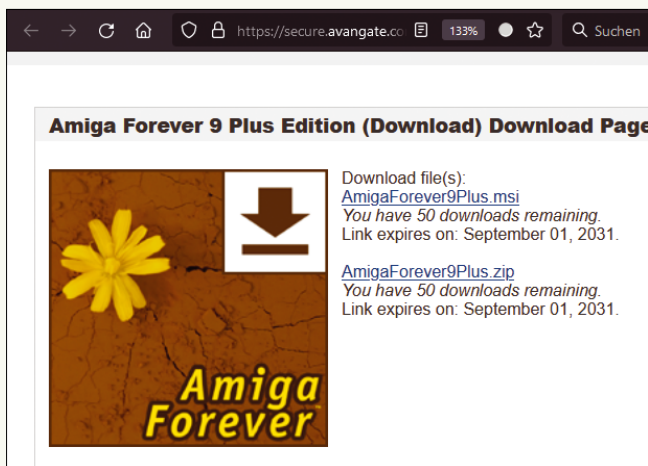 https://secure.avangate.co
133%
Suchen
Amiga Forever 9 Plus Edition (Download) Download Page
Download file(s):
AmigaForever9Plus.msi
You have 50 downloads remaining.
Link expires on: September 01, 2031.
AmigaForever9Plus.zip
You have 50 downloads remaining.
Link expires on: September 01, 2031.
Amiga
Forever